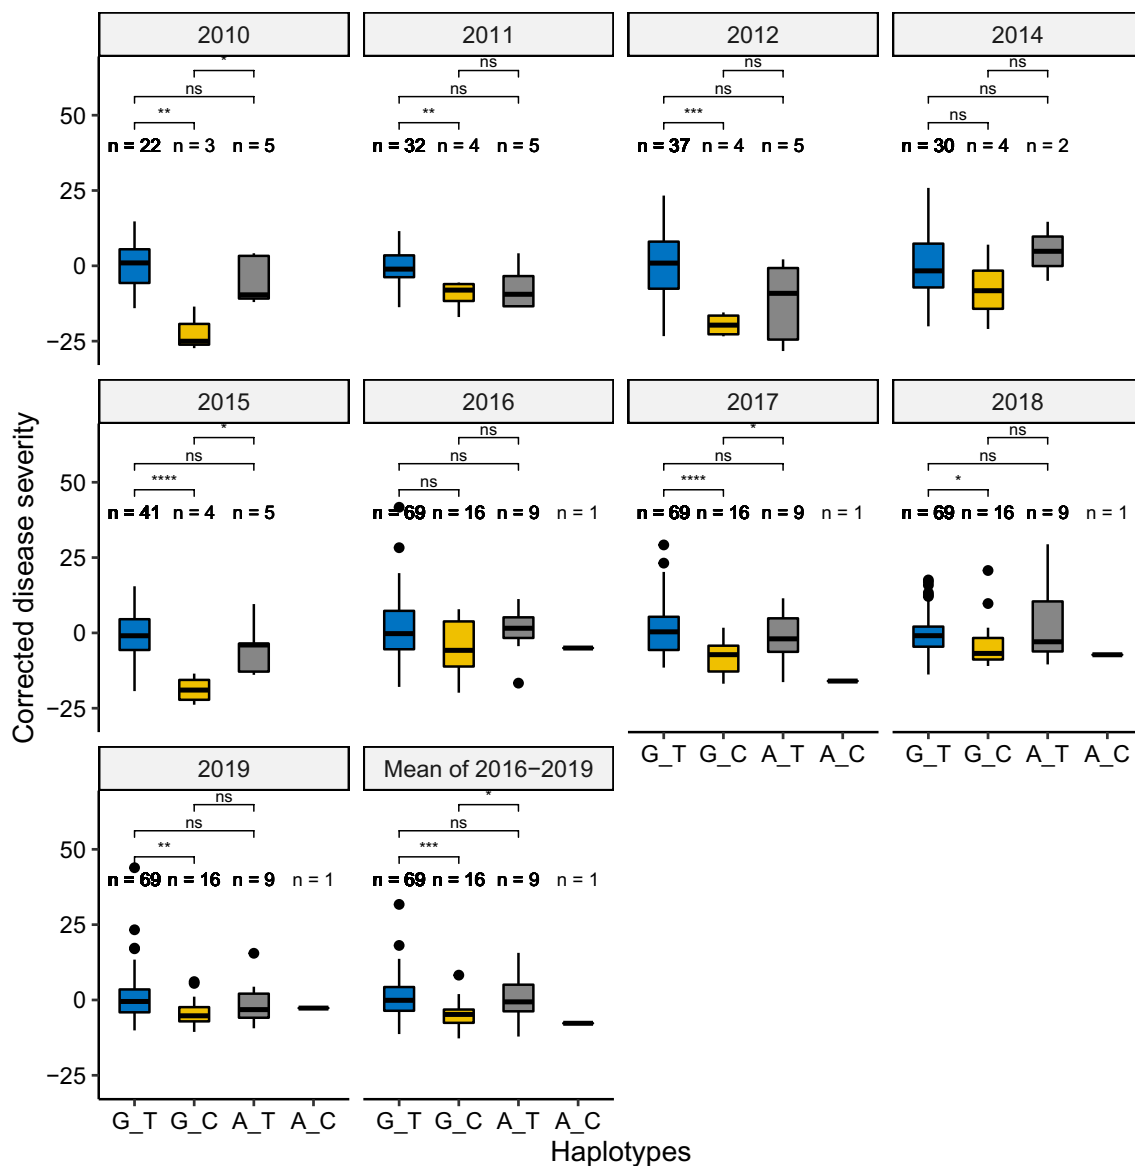 2010 2011 2012 2014
* ns ns ns
ns ns ns ns
** ** *** ns
50
n = 22 n = 3 n = 5 n = 32 n = 4 n = 5 n = 37 n = 4 n = 5 n = 30 n = 4 n = 2
25
0
−25
2015 2016 2017 2018
* ns * ns
ns ns ns ns
**** ns **** *
50
n = 41 n = 4 n = 5 n = 69 n = 16 n = 9 n = 1 n = 69 n = 16 n = 9 n = 1 n = 69 n = 16 n = 9 n = 1
25
0
−25
G_T G_C A_T A_C G_T G_C A_T A_C
2019 Mean of 2016−2019
ns *
ns ns
** ***
50
n = 69 n = 16 n = 9 n = 1 n = 69 n = 16 n = 9 n = 1
25
0
−25
G_T G_C A_T A_C G_T G_C A_T A_C
Haplotypes
Corrected disease severity